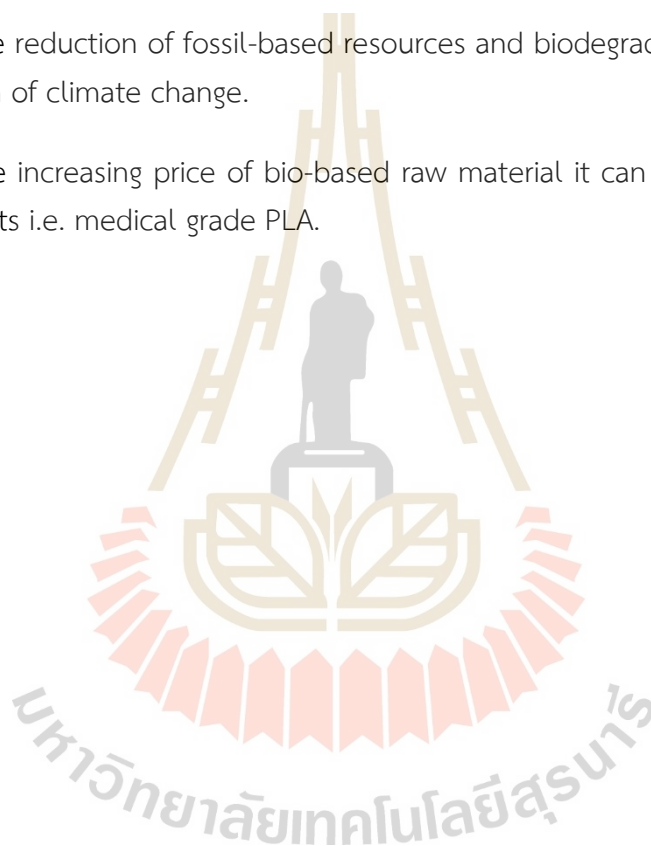 e reduction of fossil-based resources and biodegrad
n of climate change.
e increasing price of bio-based raw material it can
ts i.e. medical grade PLA.
มหาวิทยาลัยเทคโนโลยีสุรนารี